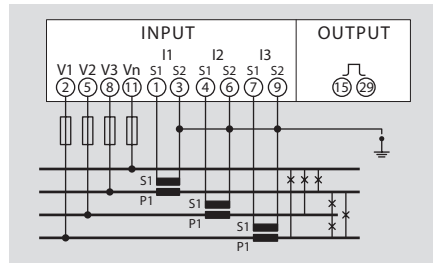 INPUT OUTPUT
I1 I2 I3
V1 V2 V3 Vn S1 S2 S1 S2 S1 S2
2 5 8 11 1 3 4 6 7 9 15 29
S1
P1 S1
P1 S1
P1